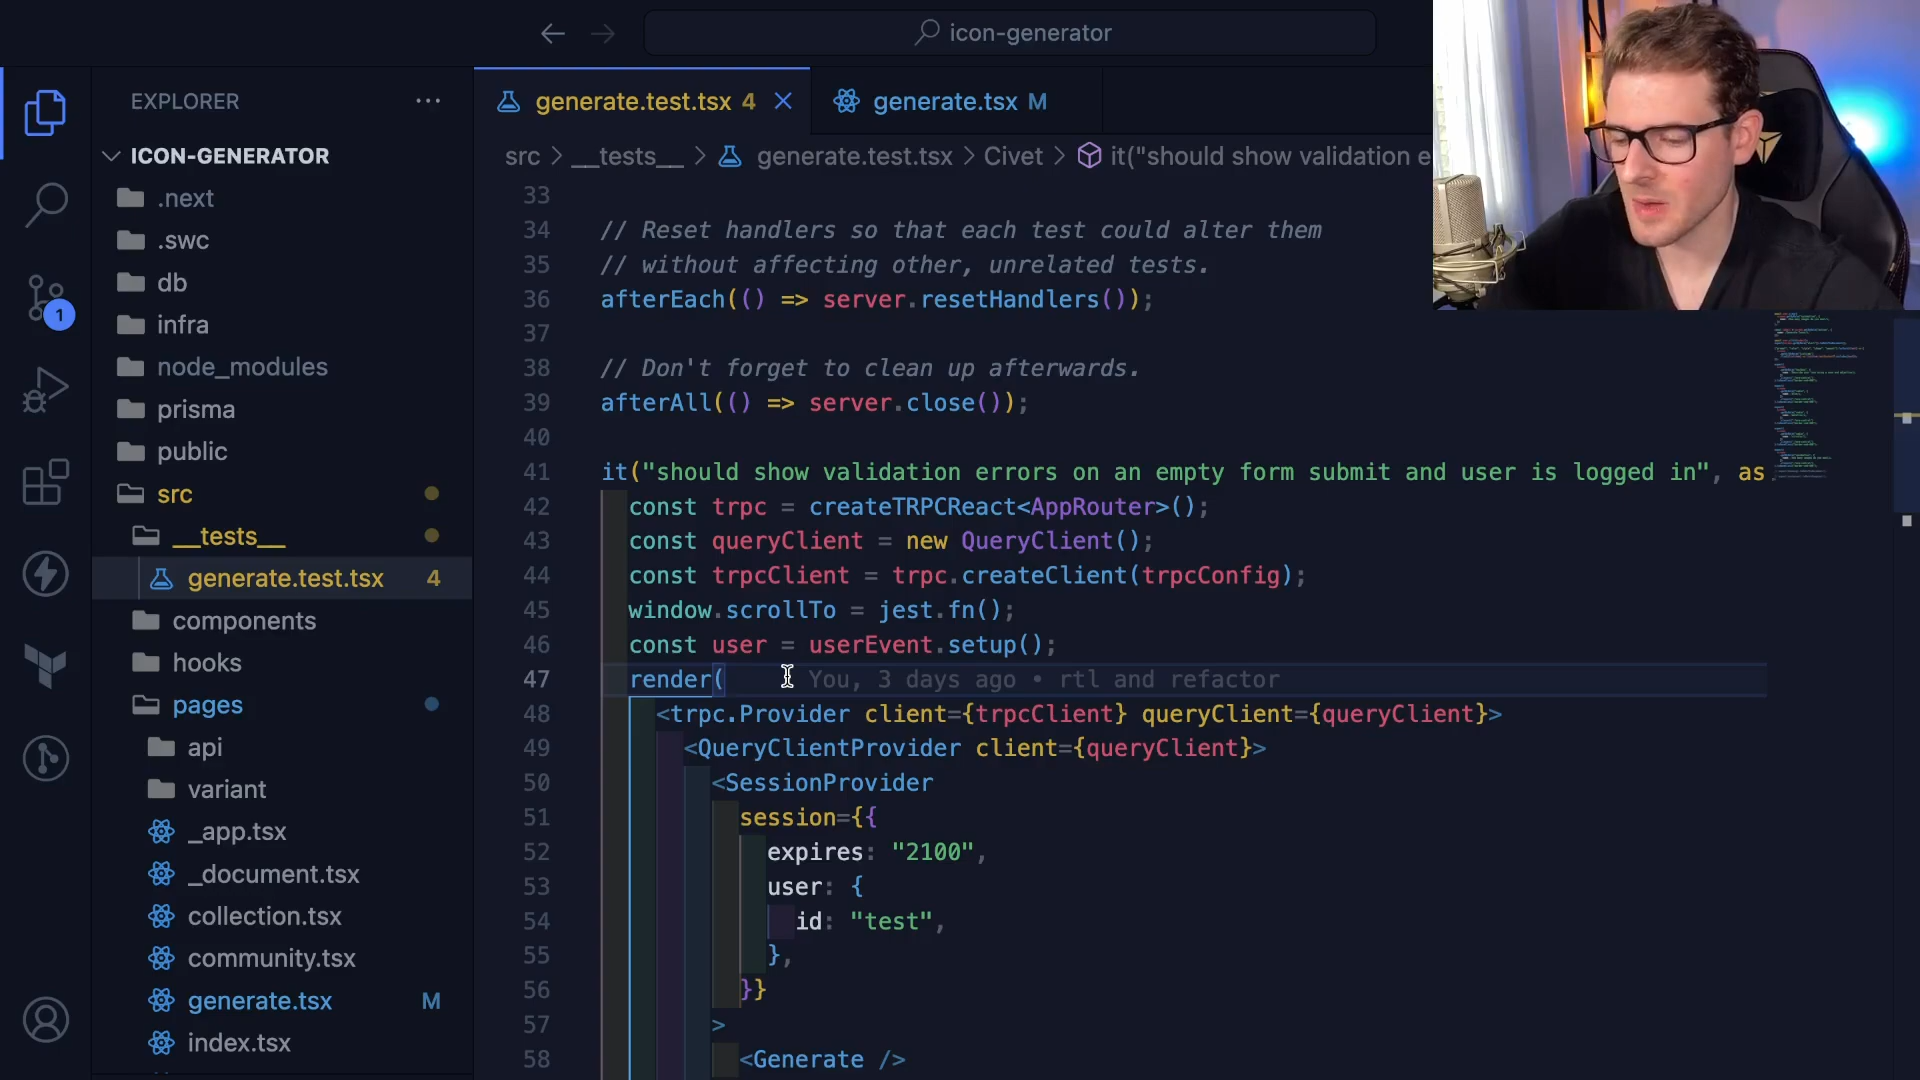 icon-generator
EXPLORER
ICON-GENERATOR
.next
.swc
db
infra
node_modules
prisma
public
src
__tests__
generate.test.tsx 4
components
hooks
pages
api
variant
_app.tsx
_document.tsx
collection.tsx
community.tsx
generate.tsx M
index.tsx
1
generate.test.tsx 4
generate.tsx M
src > __tests__ > generate.test.tsx > Civet > it("should show validation e
33
34 // Reset handlers so that each test could alter them
35 // without affecting other, unrelated tests.
36 afterEach(() => server.resetHandlers());
37
38 // Don't forget to clean up afterwards.
39 afterAll(() => server.close());
40
41 it("should show validation errors on an empty form submit and user is logged in", as
42 const trpc = createTRPCReact<AppRouter>();
43 const queryClient = new QueryClient();
44 const trpcClient = trpc.createClient(trpcConfig);
45 window.scrollTo = jest.fn();
46 const user = userEvent.setup();
47 render( You, 3 days ago • rtl and refactor
48 <trpc.Provider client={trpcClient} queryClient={queryClient}>
49 <QueryClientProvider client={queryClient}>
50 <SessionProvider
51 session={{
52 expires: "2100",
53 user: {
54 id: "test",
55 },
56 }}
57 >
58 <Generate />